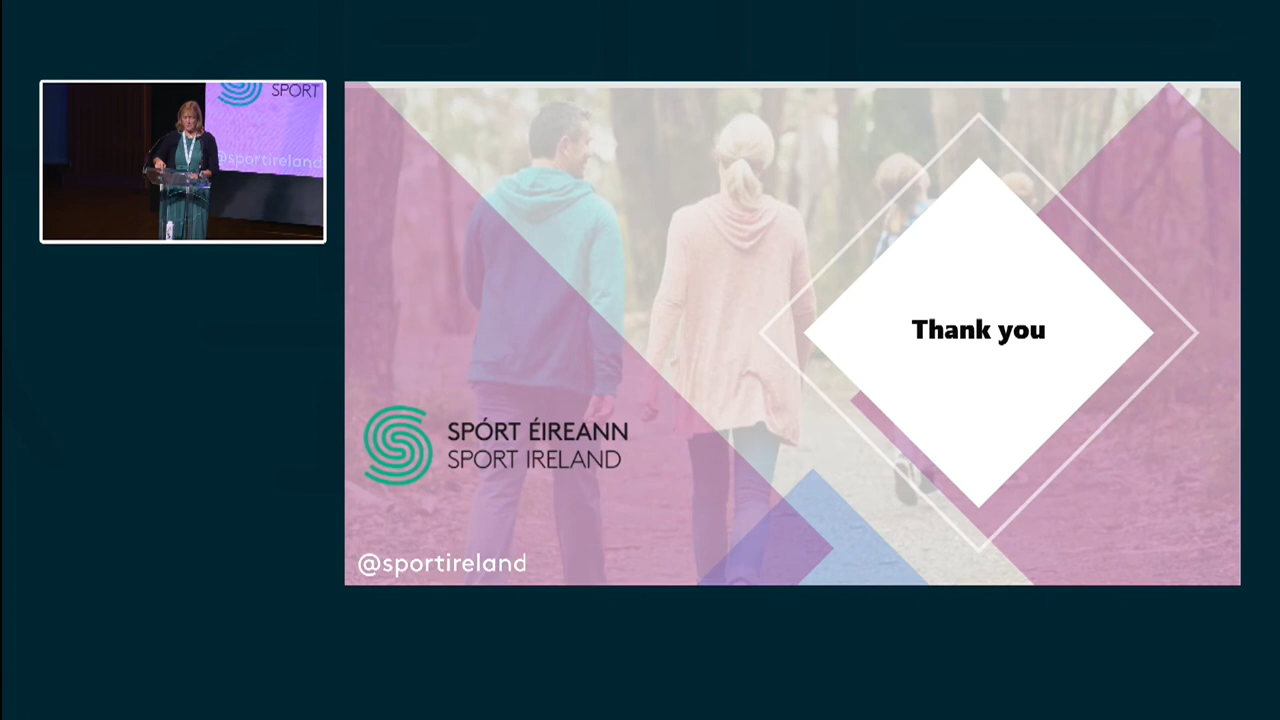 SPORT
@sportireland
Thank you
SPÓRT ÉIREANN
SPORT IRELAND
@sportireland